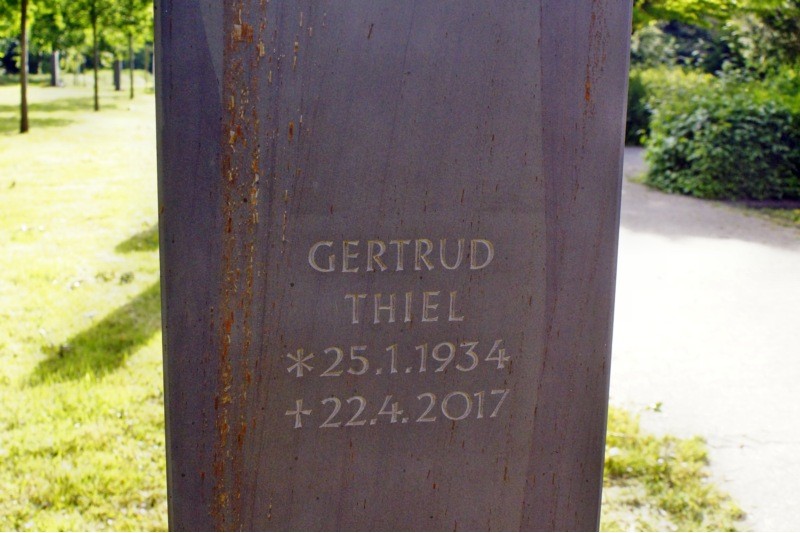 GERTRUD
THIEL
*25.1.1934
†22.4.2017